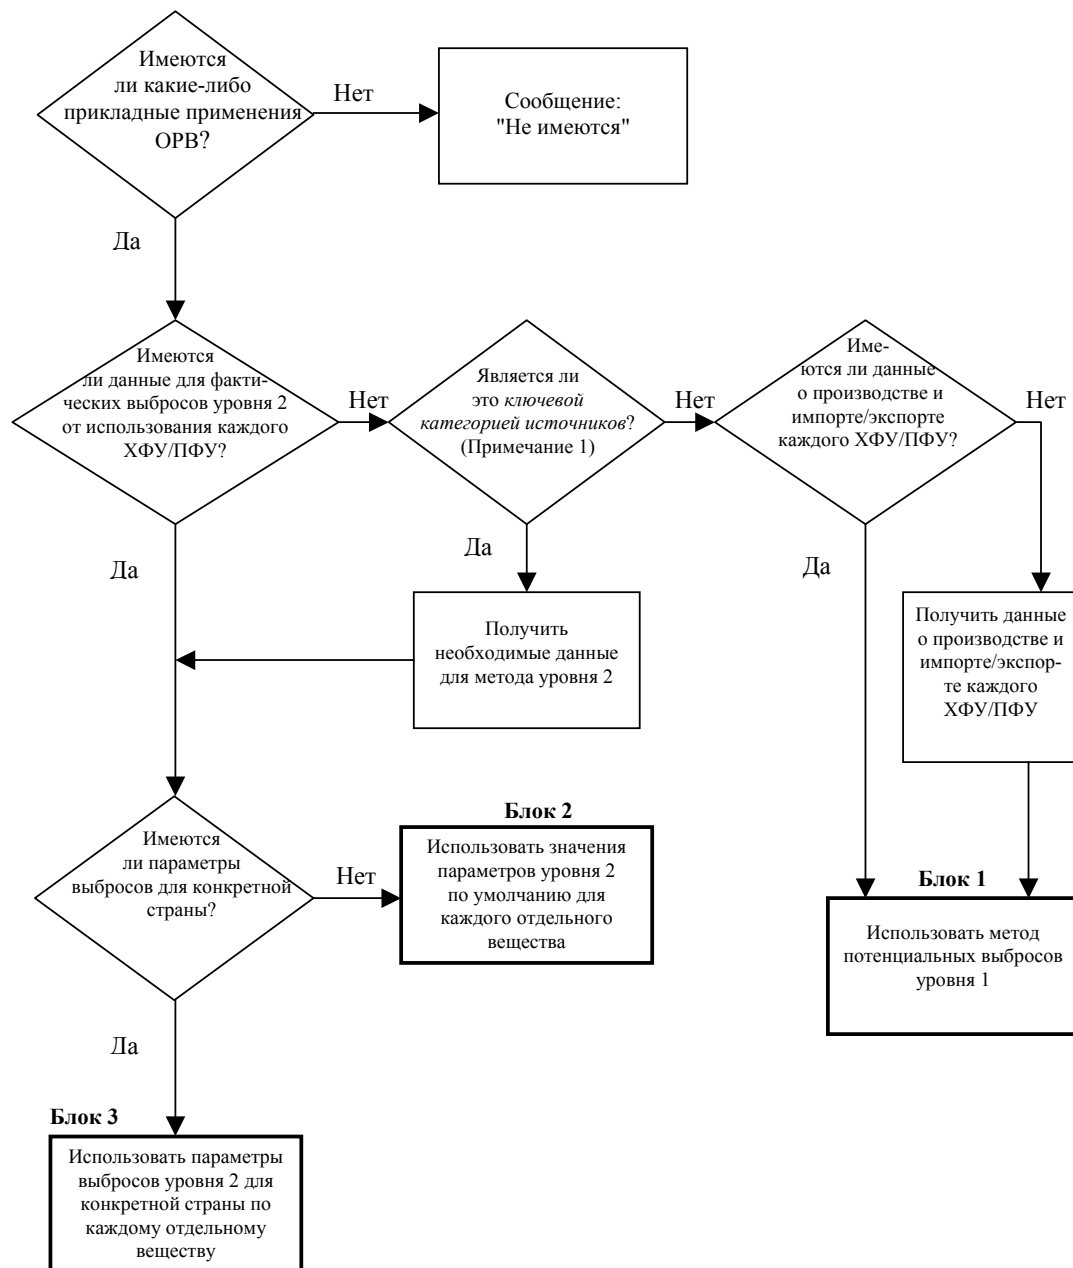 Имеются
ли какие-либо
прикладные применения
ОРВ?
Нет
Сообщение:
"Не имеются"
Да
Имеются
ли данные для факти-
ческих выбросов уровня 2
от использования каждого
ХФУ/ПФУ?
Нет
Является ли
это ключевой
категорией источников?
(Примечание 1)
Нет
Име-
ются ли данные
о производстве и
импорте/экспорте
каждого ХФУ/ПФУ?
Нет
Да
Да
Да
Получить
необходимые данные
для метода уровня 2
Получить данные
о производстве и
импорте/экспор-
те каждого
ХФУ/ПФУ
Имеются
ли параметры
выбросов для конкретной
страны?
Нет
Блок 2
Использовать значения
параметров уровня 2
по умолчанию для
каждого отдельного
вещества
Блок 1
Использовать метод
потенциальных выбросов
уровня 1
Да
Блок 3
Использовать параметры
выбросов уровня 2 для
конкретной страны по
каждому отдельному
веществу